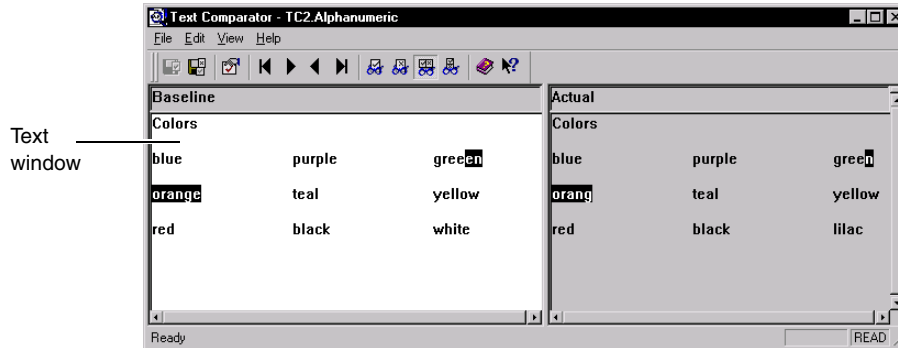 Text Comparator - TC2.Alphanumeric
File Edit View Help
Baseline
Actual
Colors
Colors
Text window
blue purple greeen
blue purple green
orange teal yellow
orang teal yellow
red black white
red black lilac
Ready
READ